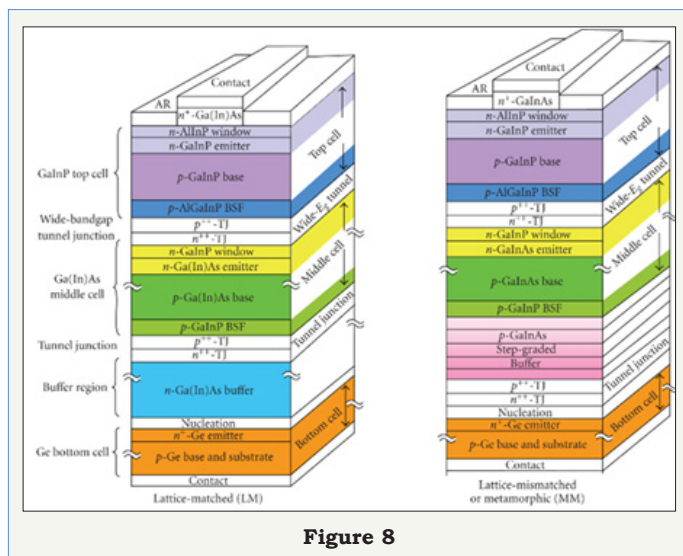 Contact
AR
n⁺-Ga(In)As
n-AlInP window
n-GaInP emitter
p-GaInP base
p-AlGaInP BSF
p⁺⁺-TJ
n⁺⁺-TJ
n-GaInP window
n-Ga(In)As emitter
p-Ga(In)As base
p-GaInP BSF
p⁺⁺-TJ
n⁺⁺-TJ
n-Ga(In)As buffer
Nucleation
n⁺-Ge emitter
p-Ge base and substrate
Contact
GaInP top cell
Wide-bandgap
tunnel junction
Ga(In)As
middle cell
Tunnel junction
Buffer region
Ge bottom cell
Top cell
Wide-Eg tunnel
Middle cell
Tunnel junction
Bottom cell
Lattice-matched (LM)
Contact
AR
n⁺-GaInAs
n-AlInP window
n-GaInP emitter
p-GaInP base
p-AlGaInP BSF
p⁺⁺-TJ
n⁺⁺-TJ
n-GaInP window
n-GaInAs emitter
p-GaInAs base
p-GaInP BSF
p-GaInAs
Step-graded
Buffer
p⁺⁺-TJ
n⁺⁺-TJ
Nucleation
n⁺-Ge emitter
p-Ge base and substrate
Contact
Top cell
Wide-Eg tunnel
Middle cell
Tunnel junction
Bottom cell
Lattice-mismatched
or metamorphic (MM)
Figure 8